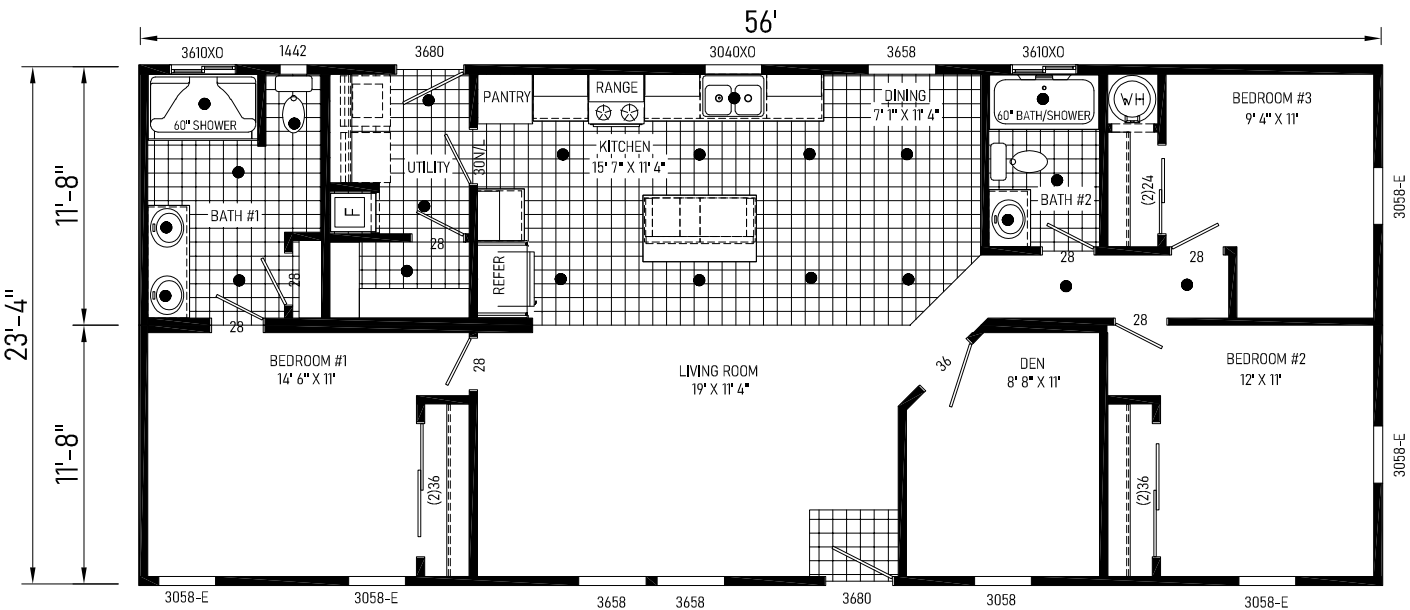 56'
3610XO
1442
3680
3040XO
3658
3610XO
23'-4"
11'-8"
11'-8"
60" SHOWER
BATH #1
28
28
UTILITY
F
28
30N/L
PANTRY
RANGE
KITCHEN
15' 7" X 11' 4"
REFER
DINING
7' 1" X 11' 4"
60" BATH/SHOWER
BATH #2
28
WH
(2)24
28
BEDROOM #3
9' 4" X 11'
3058-E
BEDROOM #1
14' 6" X 11'
28
(2)36
LIVING ROOM
19' X 11' 4"
36
DEN
8' 8" X 11'
28
BEDROOM #2
12' X 11'
(2)36
3058-E
3058-E
3058-E
3658
3658
3680
3058
3058-E